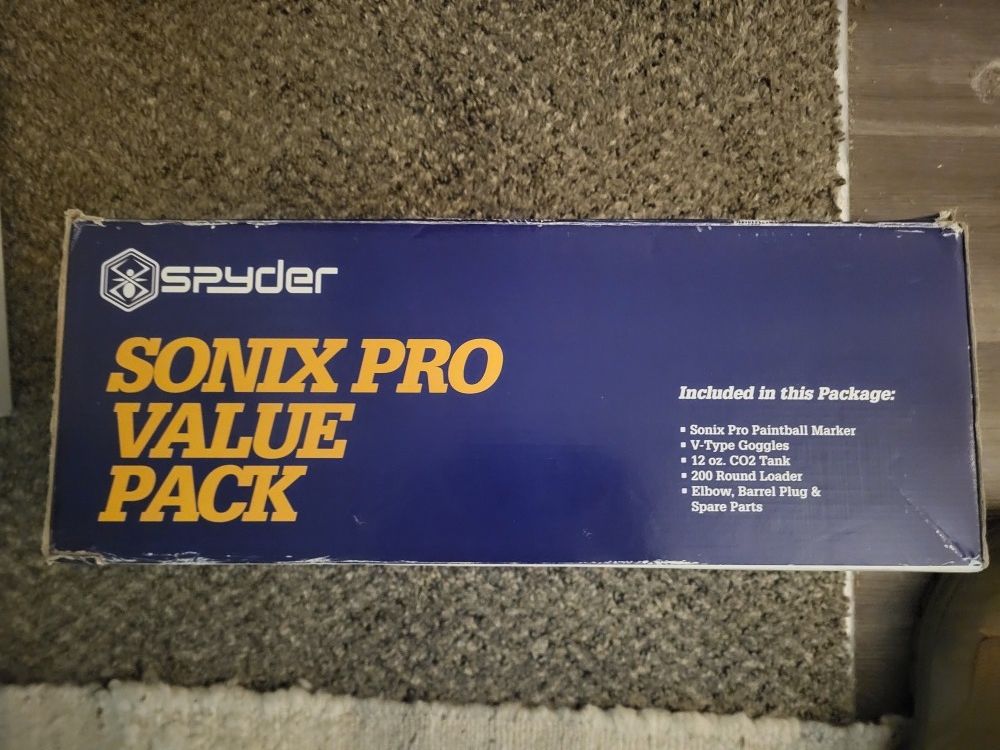 spyder
SONIX PRO
VALUE
PACK
Included in this Package:
▪ Sonix Pro Paintball Marker
▪ V-Type Goggles
▪ 12 oz. CO2 Tank
▪ 200 Round Loader
▪ Elbow, Barrel Plug &
Spare Parts